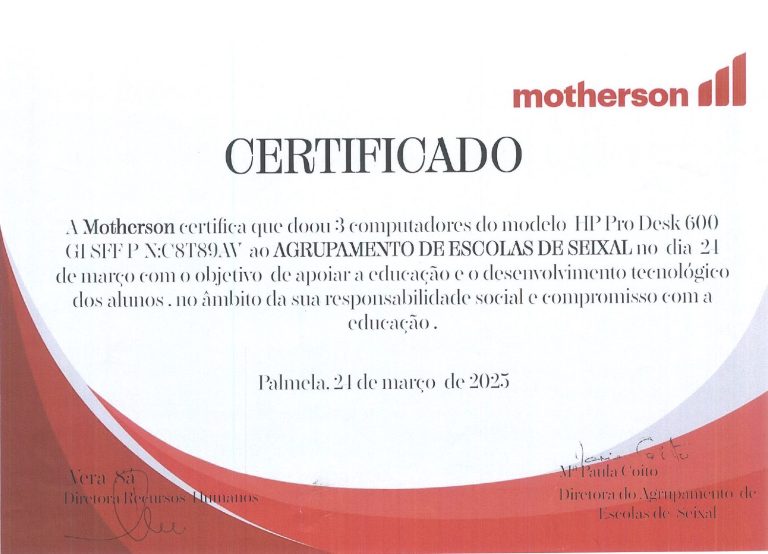 motherson
CERTIFICADO
A Motherson certifica que doou 3 computadores do modelo HP Pro Desk 600
G1 SFF P N:C8T89AV ao AGRUPAMENTO DE ESCOLAS DE SEIXAL no dia 24
de março com o objetivo de apoiar a educação e o desenvolvimento tecnológico
dos alunos , no âmbito da sua responsabilidade social e compromisso com a
educação .
Palmela, 24 de março de 2025
Vera Sá
Diretora Recursos Humanos
Maria Coito
Mª Paula Coito
Diretora do Agrupamento de
Escolas de Seixal